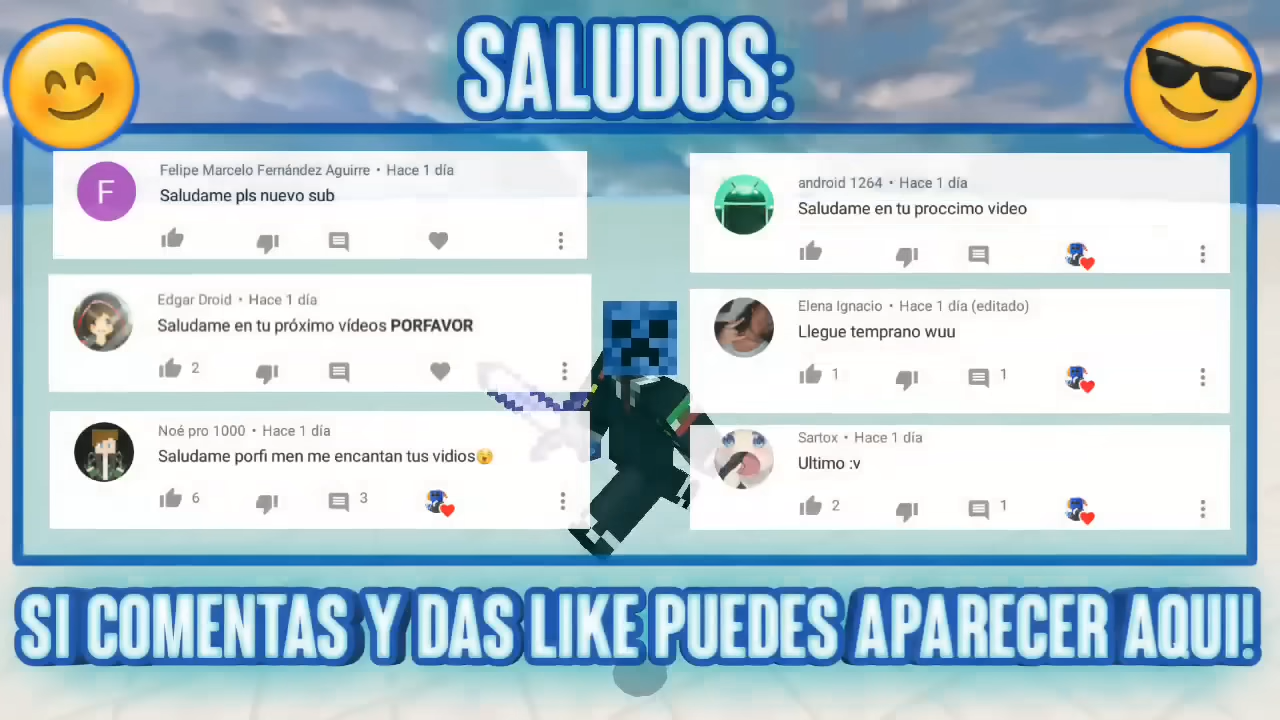 SALUDOS:
F
Felipe Marcelo Fernández Aguirre • Hace 1 día
Saludame pls nuevo sub
Edgar Droid • Hace 1 día
Saludame en tu próximo vídeos PORFAVOR
2
Noé pro 1000 • Hace 1 día
Saludame porfi men me encantan tus vidios😚
6 3
android 1264 • Hace 1 día
Saludame en tu proccimo video
Elena Ignacio • Hace 1 día (editado)
Llegue temprano wuu
1 1
Sartox • Hace 1 día
Ultimo :v
2 1
SI COMENTAS Y DAS LIKE PUEDES APARECER AQUI!